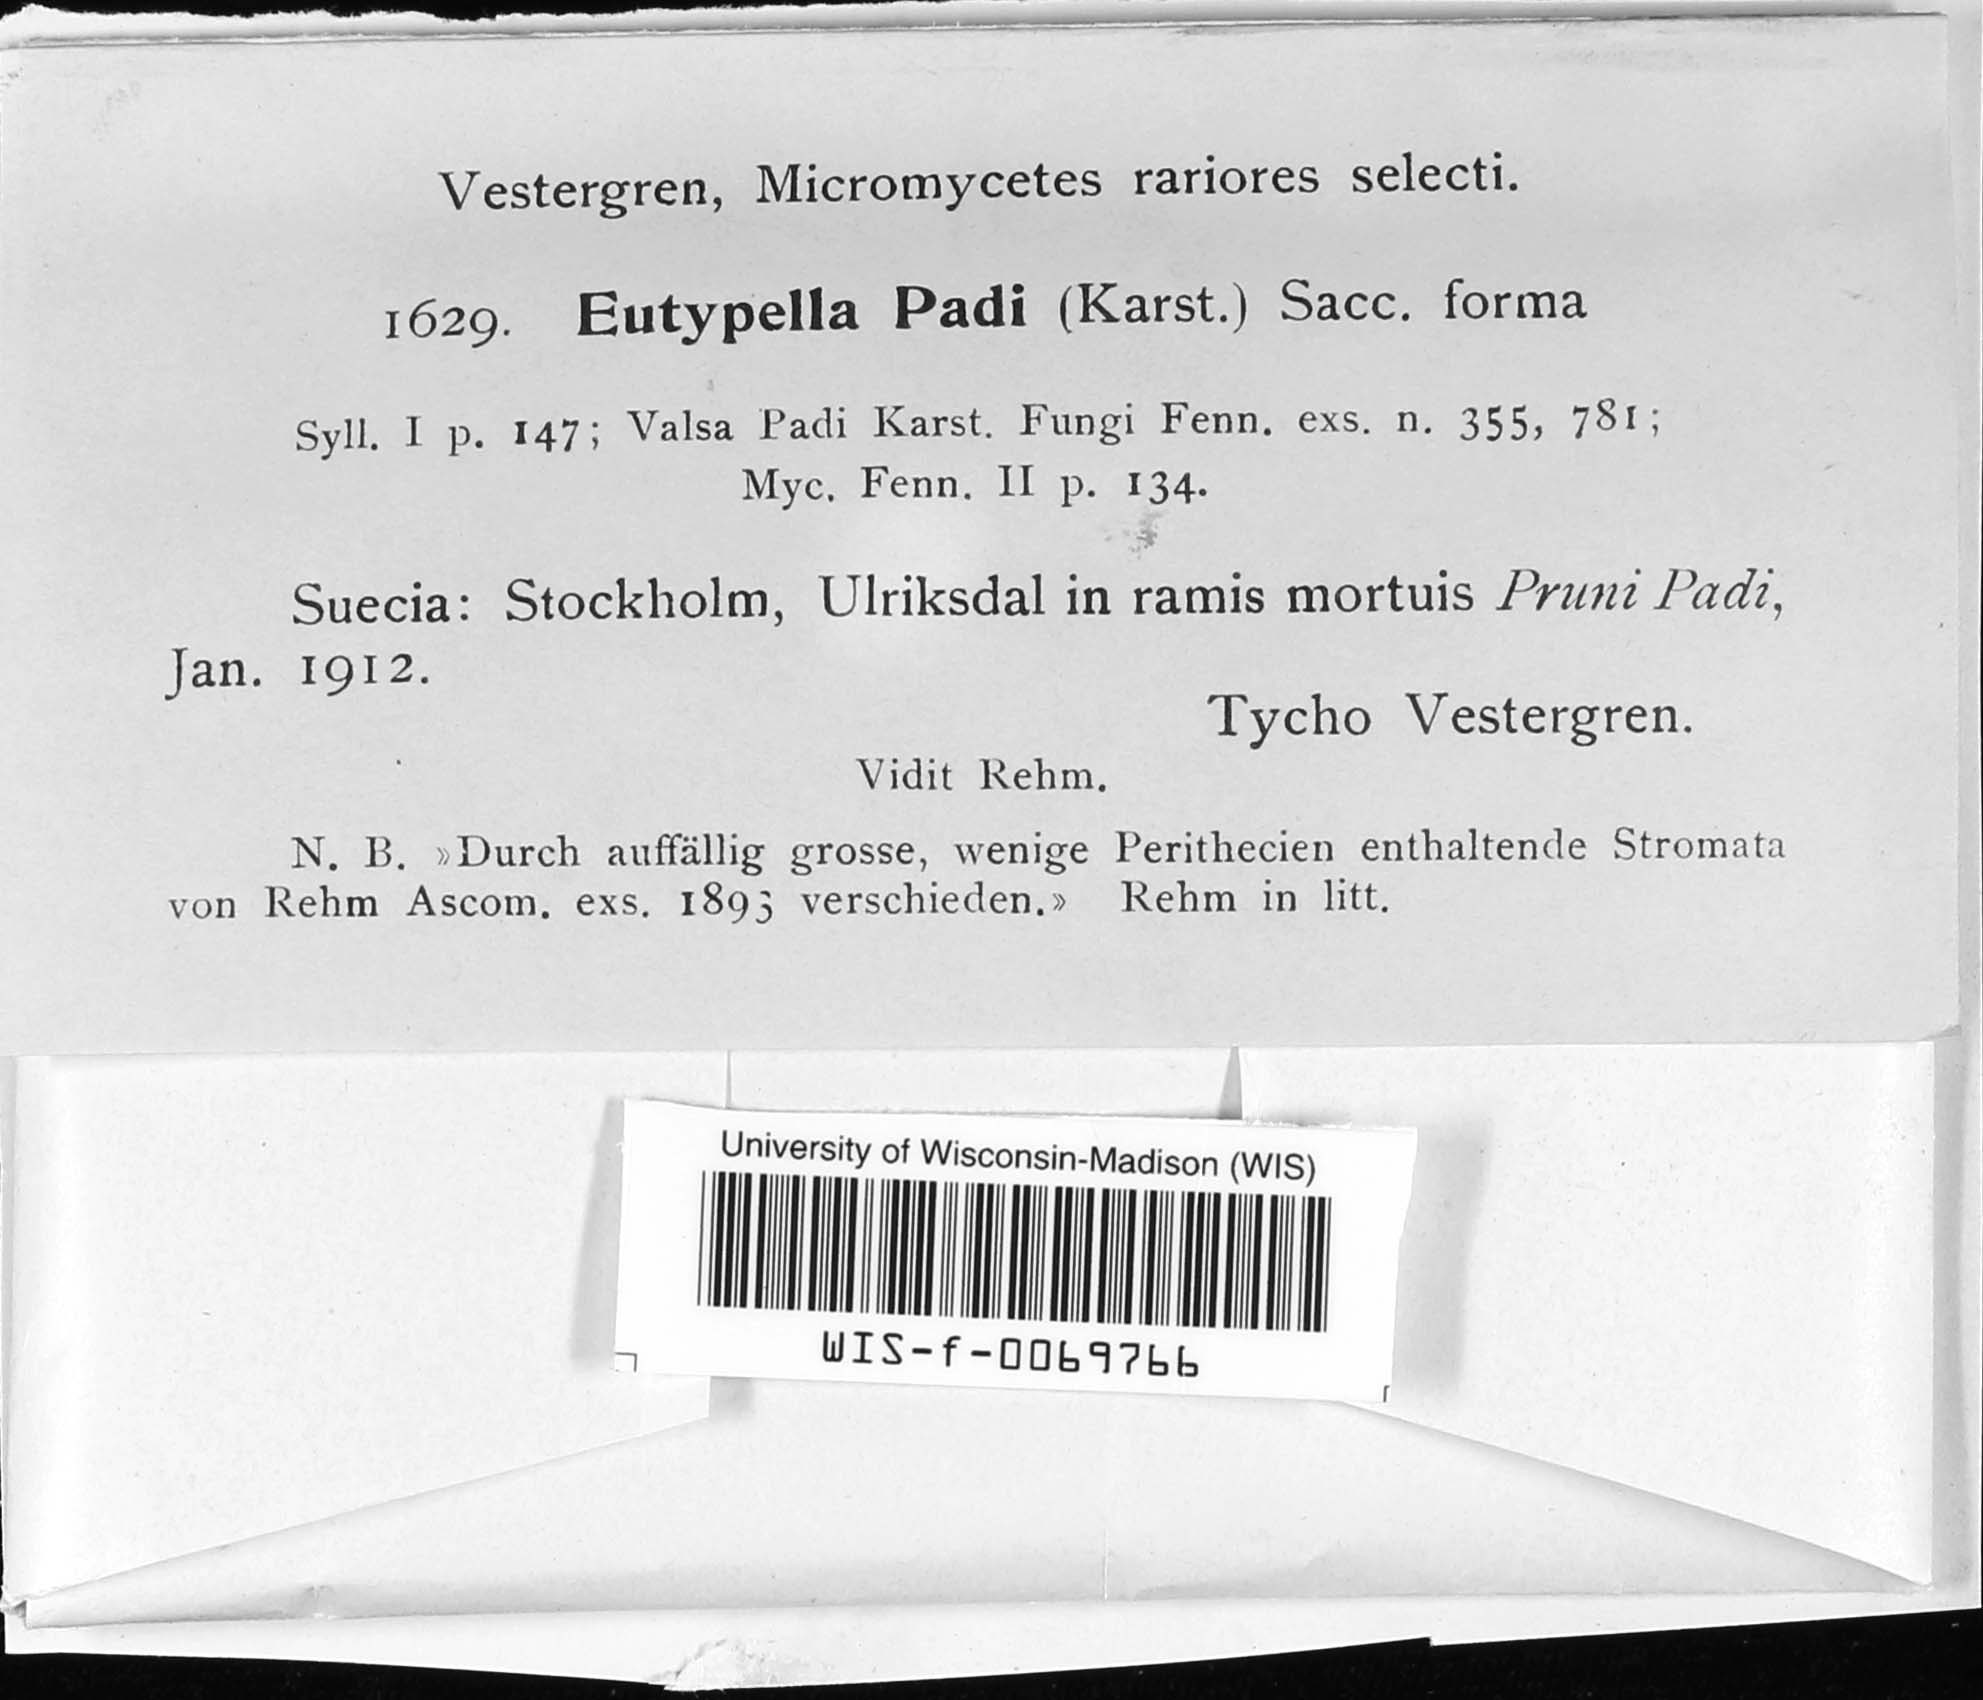 Vestergren, Micromycetes rariores selecti.
1629. Eutypella Padi (Karst.) Sacc. forma
Syll. I p. 147; Valsa Padi Karst. Fungi Fenn. exs. n. 355, 781;
Myc. Fenn. II p. 134.
Suecia: Stockholm, Ulriksdal in ramis mortuis Pruni Padi,
Jan. 1912.
Tycho Vestergren.
Vidit Rehm.
N. B. »Durch auffällig grosse, wenige Perithecien enthaltende Stromata
von Rehm Ascom. exs. 1893 verschieden.» Rehm in litt.
University of Wisconsin-Madison (WIS)
WIS-f-0069766